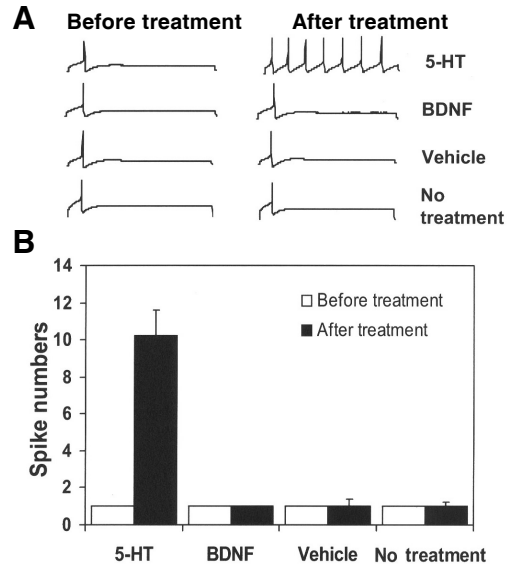 A
Before treatment After treatment
5-HT
BDNF
Vehicle
No
treatment
B
14
12
10
8
6
4
2
0
Spike numbers
Before treatment
After treatment
5-HT BDNF Vehicle No treatment